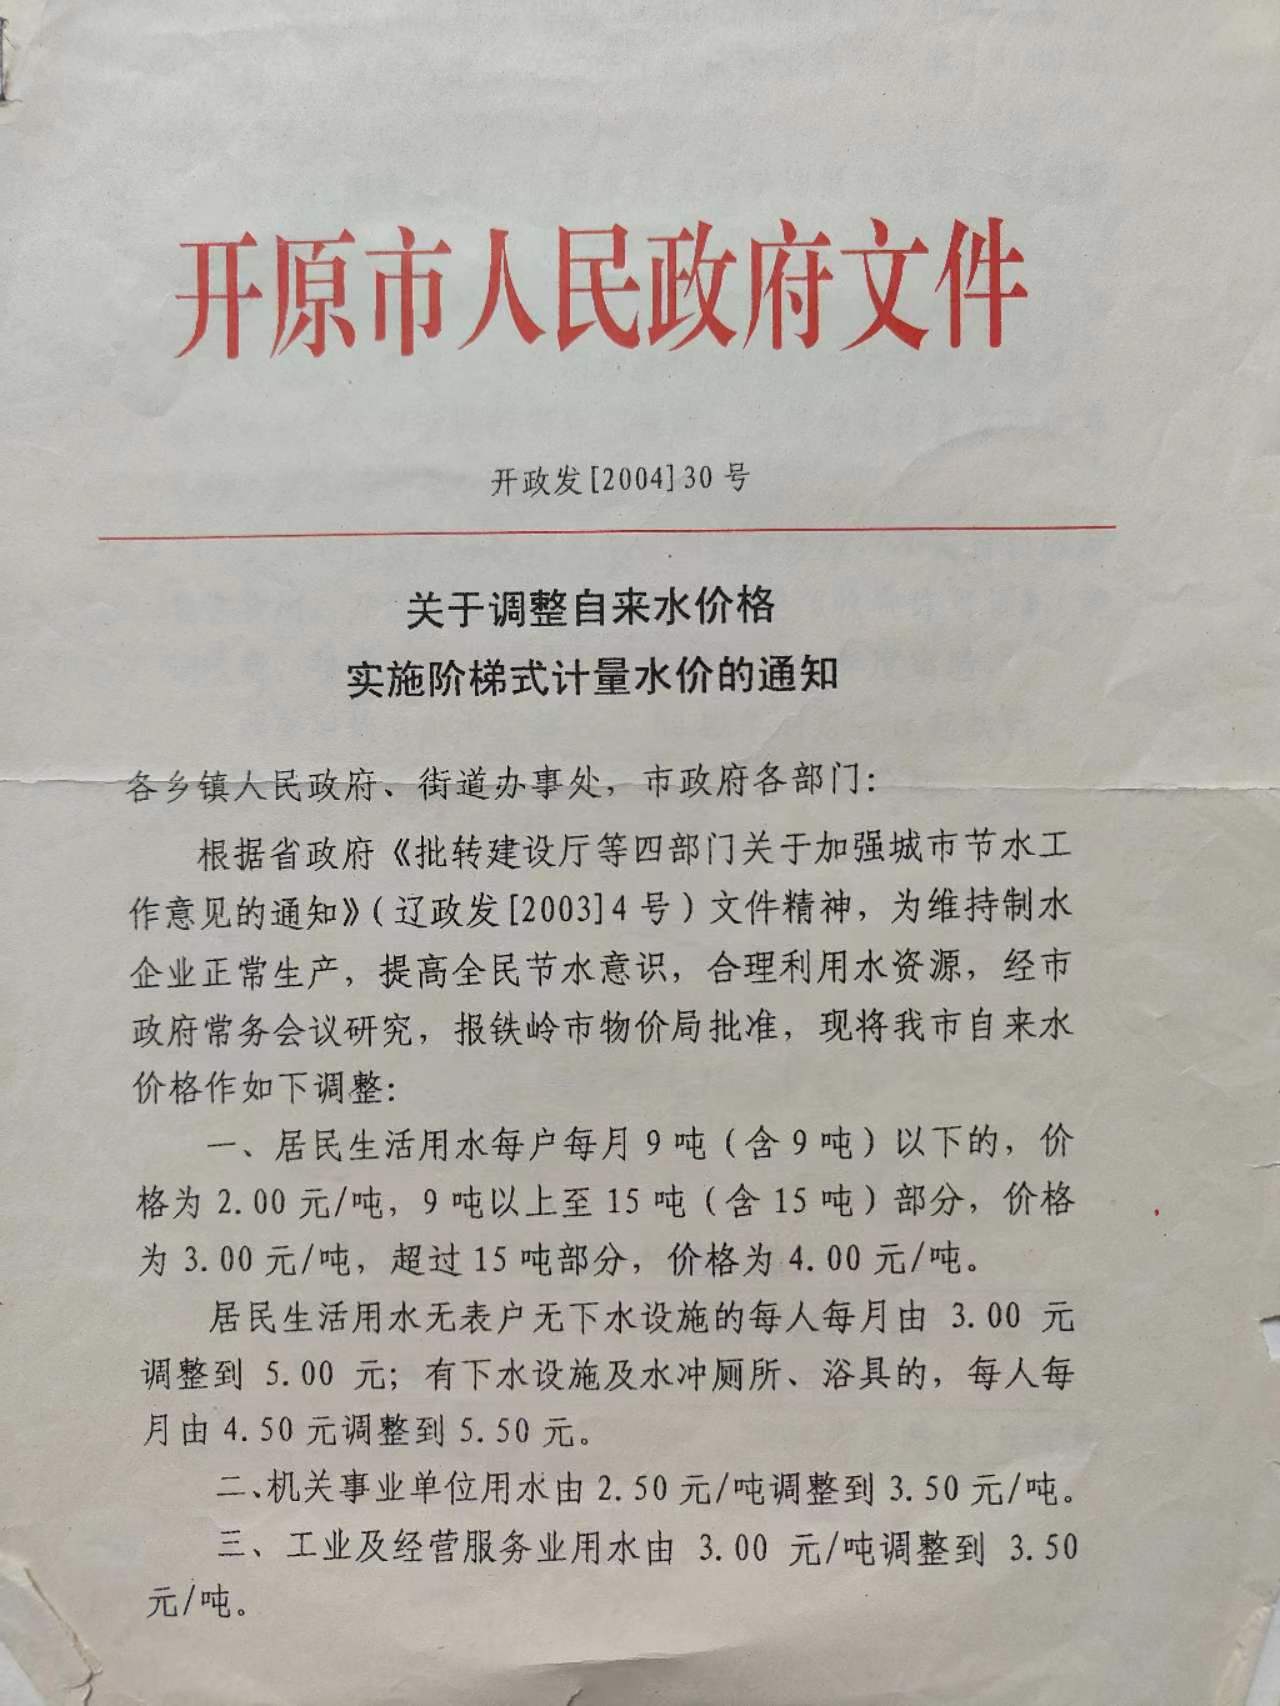 开原市人民政府文件
开政发[2004]30号
关于调整自来水价格
实施阶梯式计量水价的通知
各乡镇人民政府、街道办事处，市政府各部门：
根据省政府《批转建设厅等四部门关于加强城市节水工
作意见的通知》（辽政发[2003]4号）文件精神，为维持制水
企业正常生产，提高全民节水意识，合理利用水资源，经市
政府常务会议研究，报铁岭市物价局批准，现将我市自来水
价格作如下调整：
一、居民生活用水每户每月9吨（含9吨）以下的，价
格为2.00元/吨，9吨以上至15吨（含15吨）部分，价格
为3.00元/吨，超过15吨部分，价格为4.00元/吨。
居民生活用水无表户无下水设施的每人每月由 3.00 元
调整到 5.00 元；有下水设施及水冲厕所、浴具的，每人每
月由4.50元调整到5.50元。
二、机关事业单位用水由2.50元/吨调整到3.50元/吨。
三、工业及经营服务业用水由 3.00 元/吨调整到 3.50
元/吨。